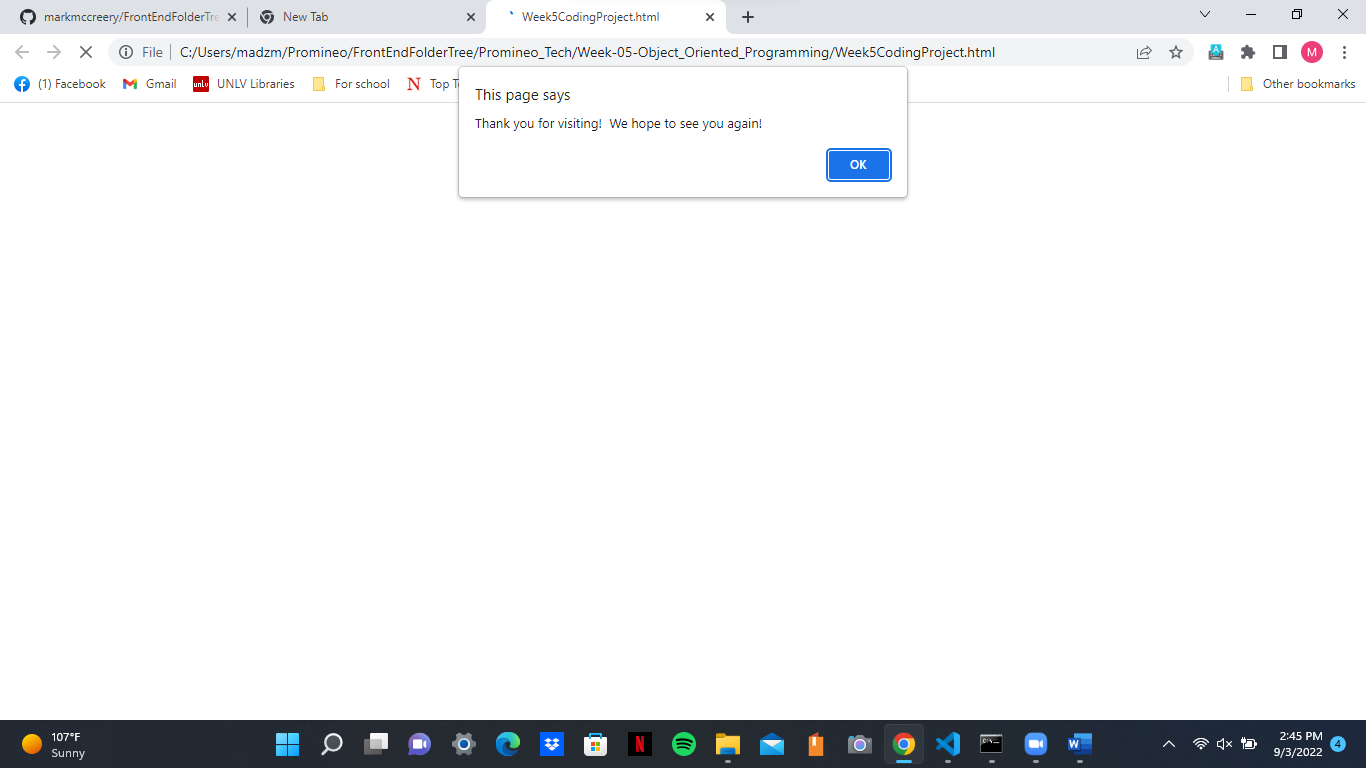 markmccreery/FrontEndFolderTre
New Tab
Week5CodingProject.html
File
C:/Users/madzm/Promineo/FrontEndFolderTree/Promineo_Tech/Week-05-Object_Oriented_Programming/Week5CodingProject.html
M
(1) Facebook
Gmail
unlv
UNLV Libraries
For school
N
Top T
Other bookmarks
This page says
Thank you for visiting!  We hope to see you again!
OK
107°F
Sunny
N
W
2:45 PM
9/3/2022
4